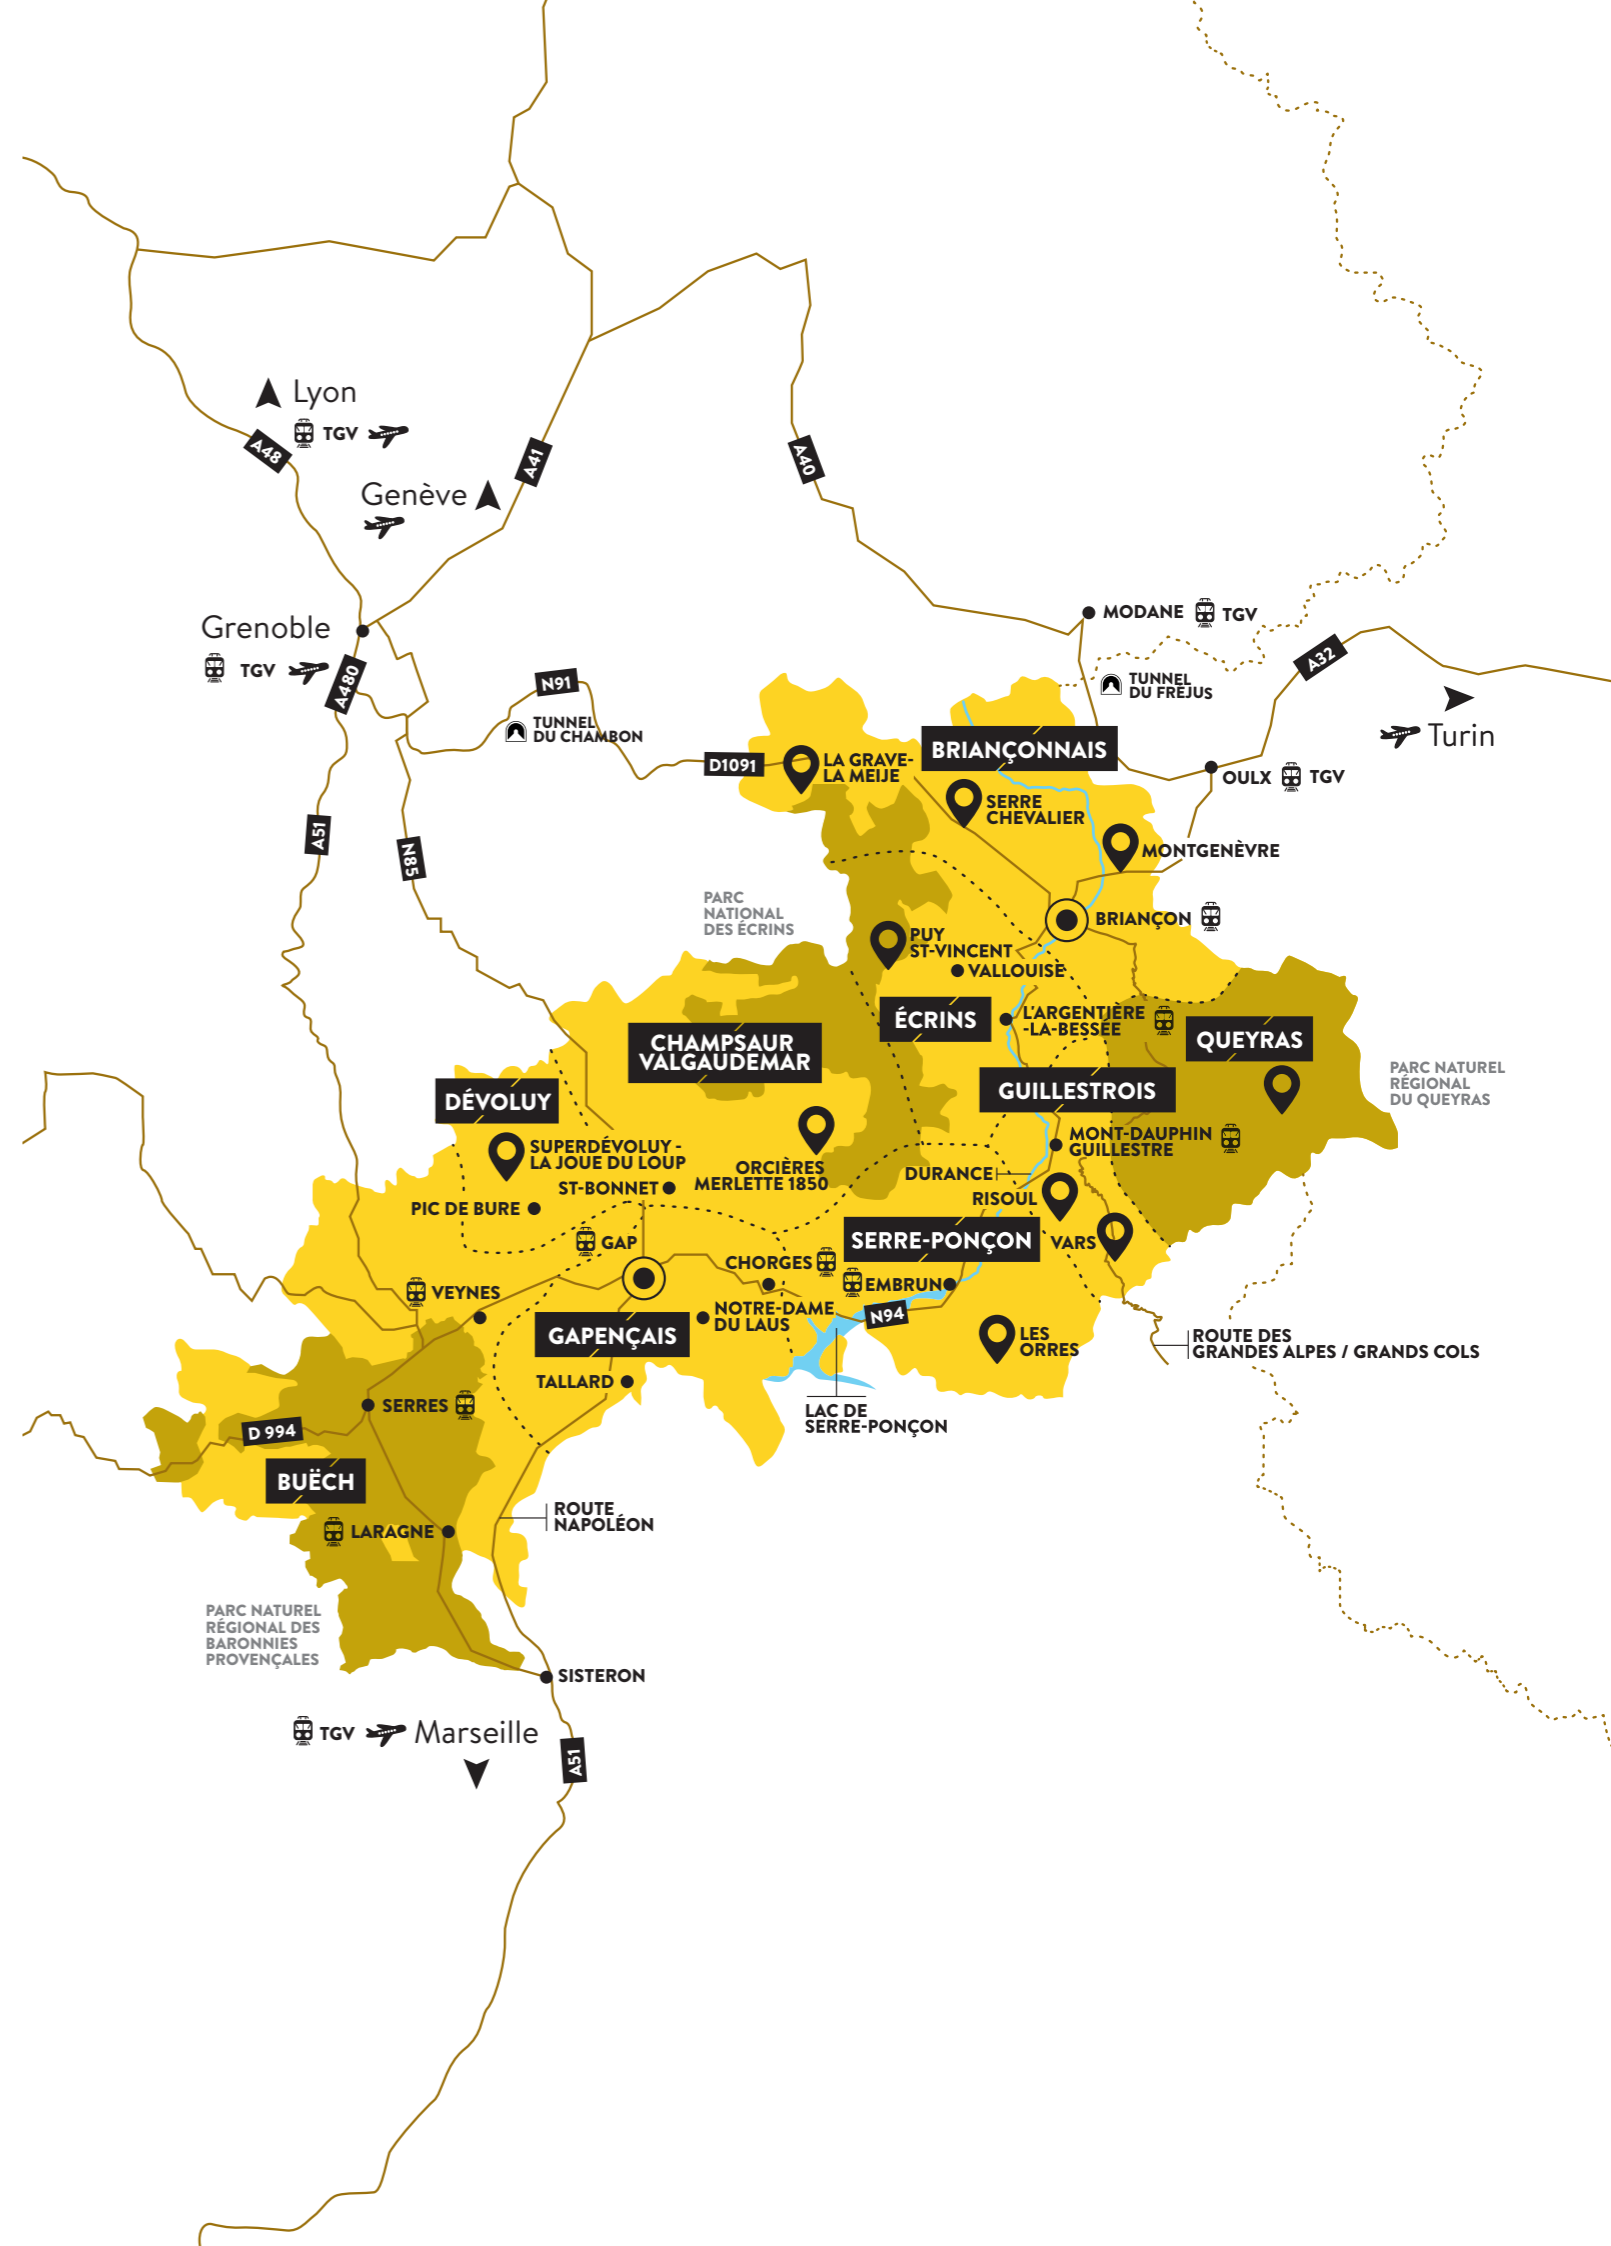 Lyon
TGV
A48
A41
A40
Genève
Grenoble
TGV
A480
MODANE
TGV
A32
N91
TUNNEL
DU CHAMBON
TUNNEL
DU FREJUS
Turin
D1091
BRIANÇONNAIS
LA GRAVE-
LA MEIJE
OULX
TGV
SERRE
CHEVALIER
A51
N85
MONTGENÈVRE
PARC
NATIONAL
DES ÉCRINS
BRIANÇON
PUY
ST-VINCENT
VALLOUISE
ÉCRINS
L'ARGENTIÈRE
-LA-BESSÉE
QUEYRAS
CHAMPSAUR
VALGAUDEMAR
PARC NATUREL
RÉGIONAL
DU QUEYRAS
DÉVOLUY
GUILLESTROIS
SUPERDÉVOLUY -
LA JOUE DU LOUP
MONT-DAUPHIN
GUILLESTRE
ORCIÈRES
MERLETTE 1850
DURANCE
ST-BONNET
RISOUL
PIC DE BURE
GAP
SERRE-PONÇON
VARS
CHORGES
EMBRUN
VEYNES
NOTRE-DAME
DU LAUS
N94
GAPENÇAIS
LES
ORRES
ROUTE DES
GRANDES ALPES / GRANDS COLS
TALLARD
SERRES
LAC DE
SERRE-PONÇON
D 994
BUËCH
ROUTE
NAPOLÉON
LARAGNE
PARC NATUREL
RÉGIONAL DES
BARONNIES
PROVENÇALES
SISTERON
TGV
Marseille
A51